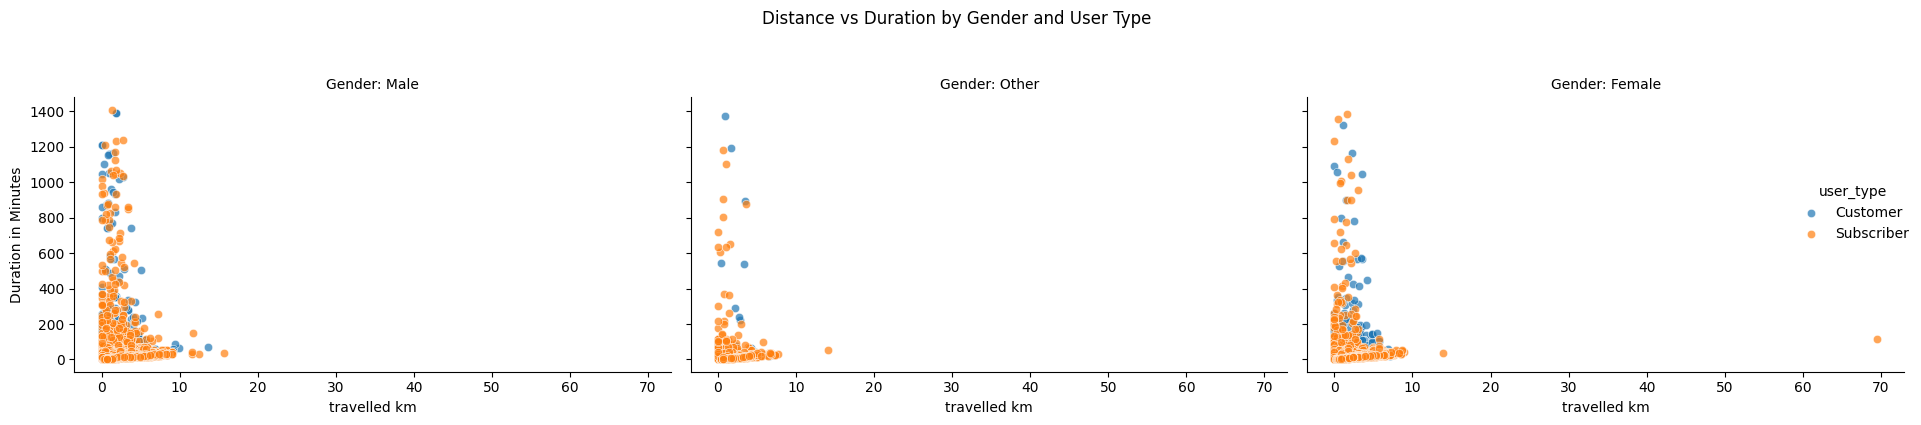 Distance vs Duration by Gender and User Type
Gender: Male
Gender: Other
Gender: Female
Duration in Minutes
1400
1200
1000
800
600
400
200
0
0 10 20 30 40 50 60 70
0 10 20 30 40 50 60 70
0 10 20 30 40 50 60 70
travelled km
travelled km
travelled km
user_type
Customer
Subscriber